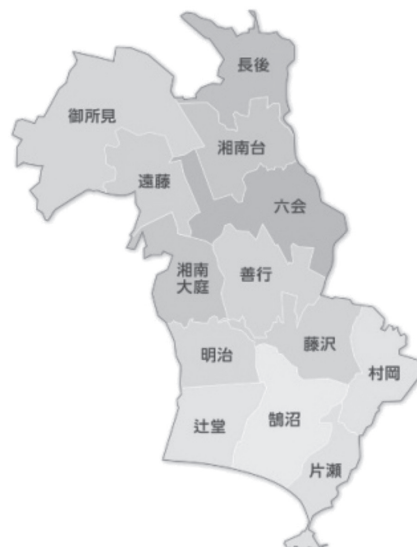 長後
御所見
湘南台
遠藤
六会
湘南
大庭
善行
藤沢
明治
村岡
鵠沼
辻堂
片瀬